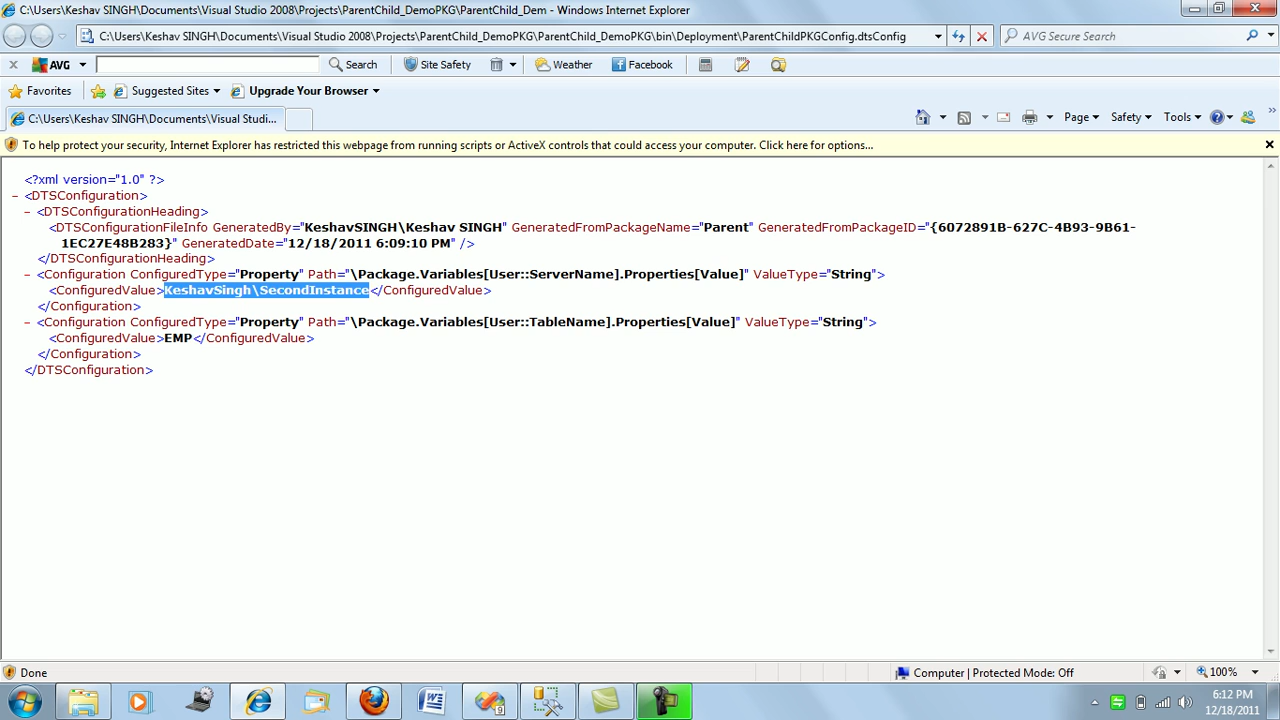 C:\Users\Keshav SINGH\Documents\Visual Studio 2008\Projects\ParentChild_DemoPKG\ParentChild_Dem - Windows Internet Explorer
C:\Users\Keshav SINGH\Documents\Visual Studio 2008\Projects\ParentChild_DemoPKG\ParentChild_DemoPKG\bin\Deployment\ParentChildPKGConfig.dtsConfig
AVG Secure Search
AVG Search Site Safety Weather Facebook
Favorites Suggested Sites Upgrade Your Browser
C:\Users\Keshav SINGH\Documents\Visual Studi... Page Safety Tools
To help protect your security, Internet Explorer has restricted this webpage from running scripts or ActiveX controls that could access your computer. Click here for options...
<?xml version="1.0" ?>
- <DTSConfiguration>
- <DTSConfigurationHeading>
<DTSConfigurationFileInfo GeneratedBy="KeshavSINGH\Keshav SINGH" GeneratedFromPackageName="Parent" GeneratedFromPackageID="{6072891B-627C-4B93-9B61-
1EC27E48B283}" GeneratedDate="12/18/2011 6:09:10 PM" />
</DTSConfigurationHeading>
- <Configuration ConfiguredType="Property" Path="\Package.Variables[User::ServerName].Properties[Value]" ValueType="String">
<ConfiguredValue>KeshavSingh\SecondInstance</ConfiguredValue>
</Configuration>
- <Configuration ConfiguredType="Property" Path="\Package.Variables[User::TableName].Properties[Value]" ValueType="String">
<ConfiguredValue>EMP</ConfiguredValue>
</Configuration>
</DTSConfiguration>
Done
Computer | Protected Mode: Off
100%
6:12 PM
12/18/2011